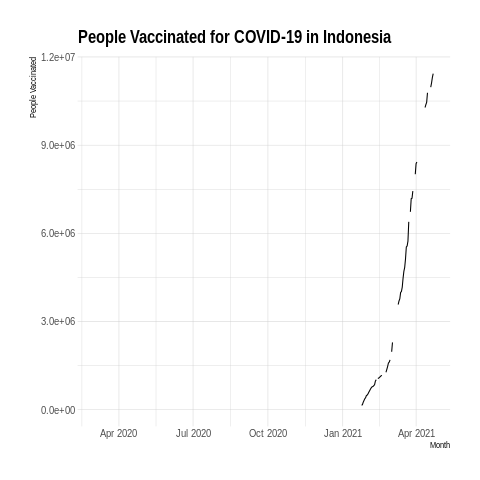 People Vaccinated for COVID-19 in Indonesia
People Vaccinated
1.2e+07
9.0e+06
6.0e+06
3.0e+06
0.0e+00
Apr 2020
Jul 2020
Oct 2020
Jan 2021
Apr 2021
Month